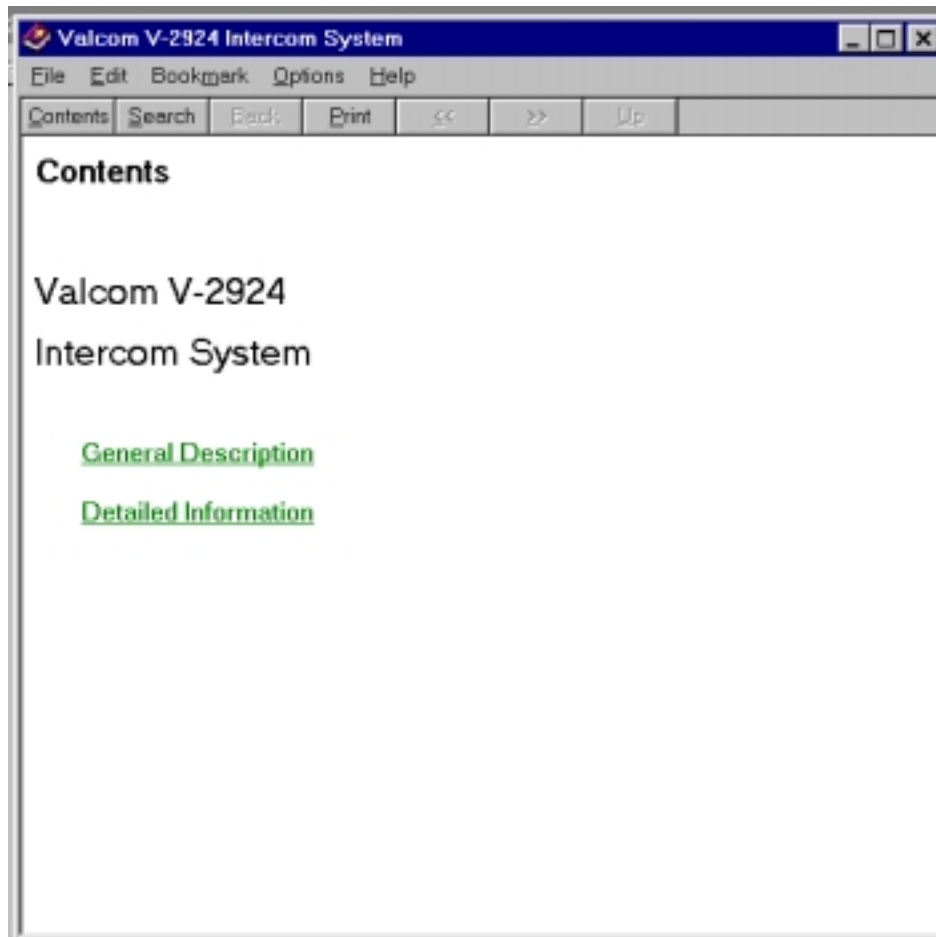 Valcom V-2924 Intercom System
File Edit Bookmark Options Help
Contents Search Back Print << >> Up
Contents
Valcom V-2924
Intercom System
General Description
Detailed Information